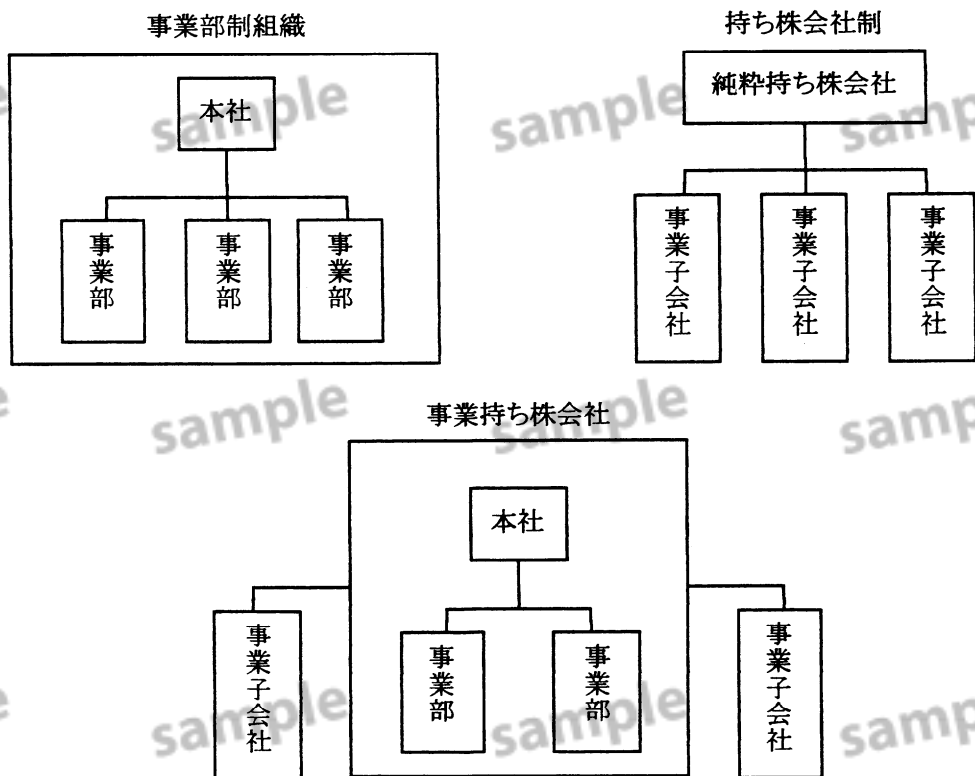 事業部制組織
持ち株会社制
本社
純粋持ち株会社
事業部
事業部
事業部
事業子会社
事業子会社
事業子会社
事業持ち株会社
本社
事業子会社
事業部
事業部
事業子会社
sample
sample
sample
sample
sample
sample
sample
sample
sample